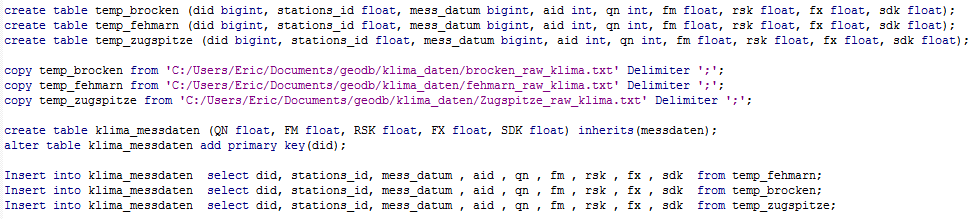 create table temp_brocken (did bigint, stations_id float, mess_datum bigint, aid int, qn int, fm float, rsk float, fx float, sdk float);
create table temp_fehmarn (did bigint, stations_id float, mess_datum bigint, aid int, qn int, fm float, rsk float, fx float, sdk float);
create table temp_zugspitze (did bigint, stations_id float, mess_datum bigint, aid int, qn int, fm float, rsk float, fx float, sdk float);
copy temp_brocken from 'C:/Users/Eric/Documents/geodb/klima_daten/brocken_raw_klima.txt' Delimiter ';';
copy temp_fehmarn from 'C:/Users/Eric/Documents/geodb/klima_daten/fehmarn_raw_klima.txt' Delimiter ';';
copy temp_zugspitze from 'C:/Users/Eric/Documents/geodb/klima_daten/Zugspitze_raw_klima.txt' Delimiter ';';
create table klima_messdaten (QN float, FM float, RSK float, FX float, SDK float) inherits(messdaten);
alter table klima_messdaten add primary key(did);
Insert into klima_messdaten  select did, stations_id, mess_datum , aid , qn , fm , rsk , fx , sdk  from temp_fehmarn;
Insert into klima_messdaten  select did, stations_id, mess_datum , aid , qn , fm , rsk , fx , sdk  from temp_brocken;
Insert into klima_messdaten  select did, stations_id, mess_datum , aid , qn , fm , rsk , fx , sdk  from temp_zugspitze;